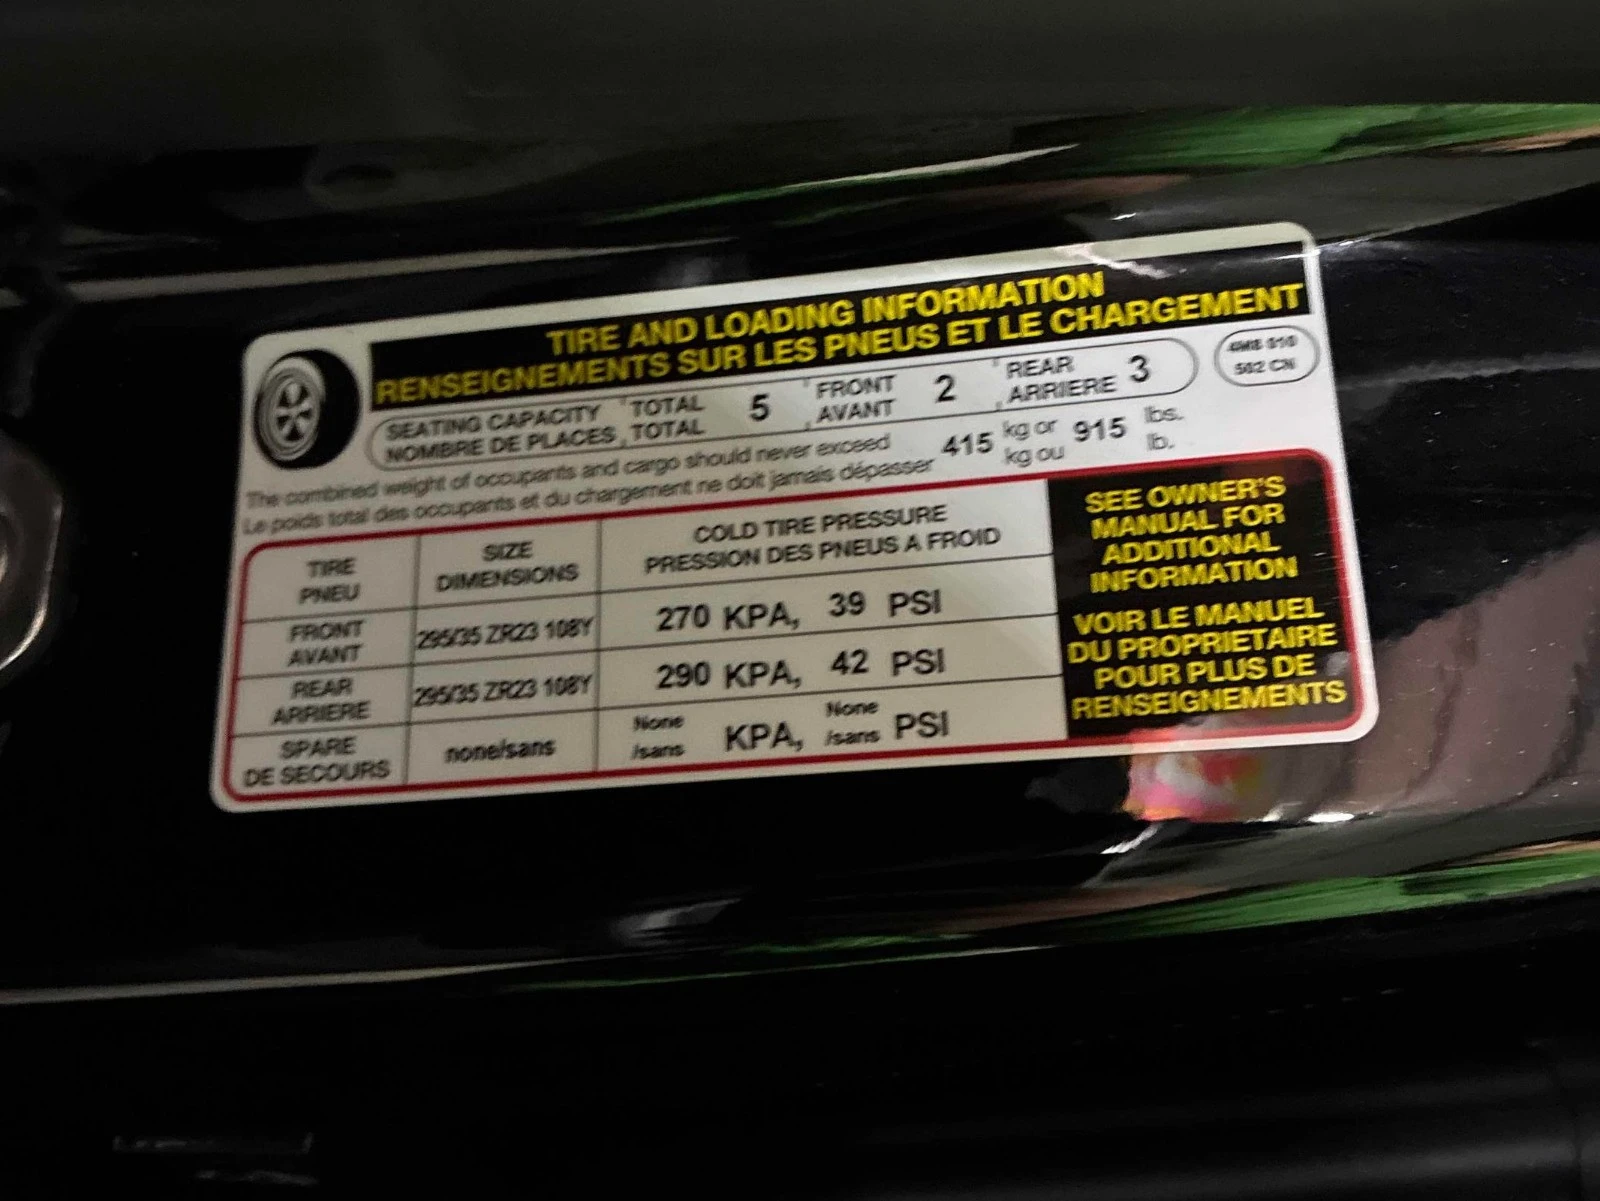 TIRE AND LOADING INFORMATION
RENSEIGNEMENTS SUR LES PNEUS ET LE CHARGEMENT
SEATING CAPACITY TOTAL 5 FRONT 2 REAR 3
NOMBRE DE PLACES TOTAL AVANT ARRIERE
502 CN
The combined weight of occupants and cargo should never exceed 415 kg or 915 lbs.
Le poids total des occupants et du chargement ne doit jamais dépasser kg ou lb.
TIRE SIZE COLD TIRE PRESSURE
PNEU DIMENSIONS PRESSION DES PNEUS A FROID
FRONT 295/35 ZR23 108Y 270 KPA, 39 PSI
AVANT
REAR 295/35 ZR23 108Y 290 KPA, 42 PSI
ARRIERE
SPARE none/sans None KPA, None PSI
DE SECOURS /sans /sans
SEE OWNER'S
MANUAL FOR
ADDITIONAL
INFORMATION
VOIR LE MANUEL
DU PROPRIETAIRE
POUR PLUS DE
RENSEIGNEMENTS